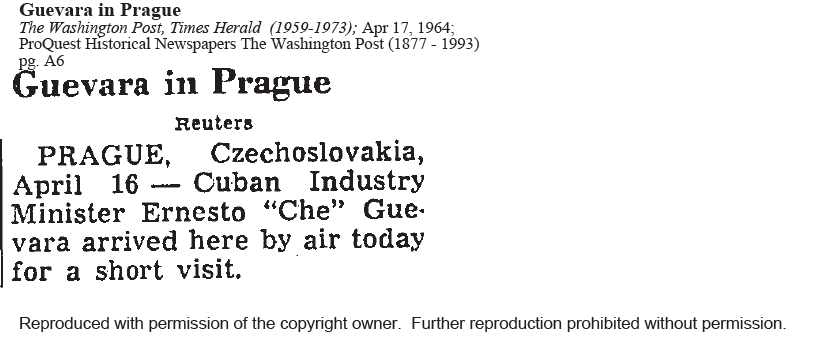 Guevara in Prague
The Washington Post, Times Herald (1959-1973); Apr 17, 1964;
ProQuest Historical Newspapers The Washington Post (1877 - 1993)
pg. A6
Guevara in Prague
Reuters
PRAGUE, Czechoslovakia,
April 16 — Cuban Industry
Minister Ernesto “Che” Gue-
vara arrived here by air today
for a short visit.
Reproduced with permission of the copyright owner. Further reproduction prohibited without permission.